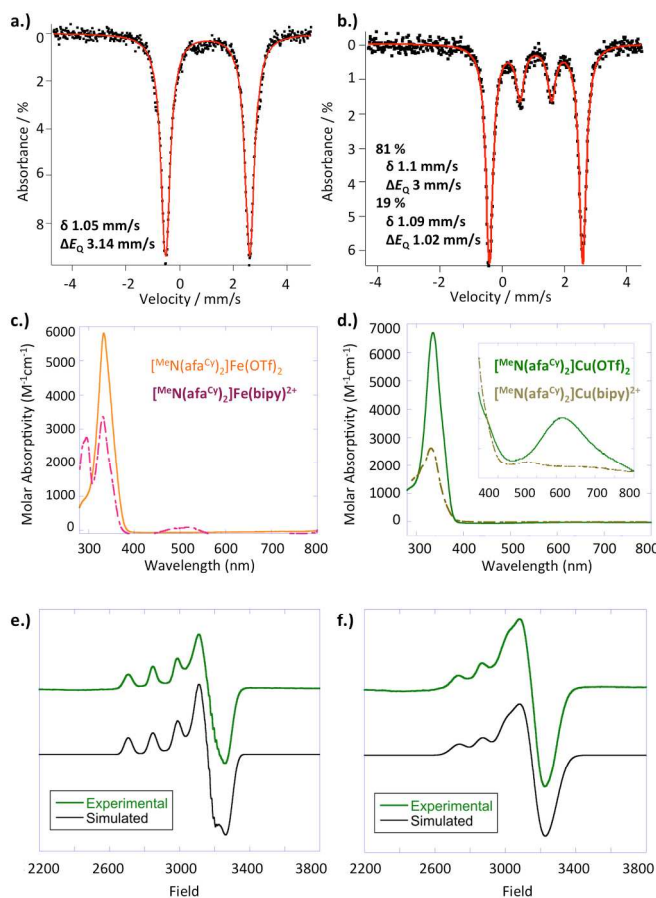 a.)
0
2
4
6
8
Absorbance / %
δ 1.05 mm/s
ΔEQ 3.14 mm/s
-4 -2 0 2 4
Velocity / mm/s
b.)
0
1
2
3
4
5
6
Absorbance / %
81 %
δ 1.1 mm/s
ΔEQ 3 mm/s
19 %
δ 1.09 mm/s
ΔEQ 1.02 mm/s
-4 -2 0 2 4
Velocity / mm/s
c.)
6000
5000
4000
3000
2000
1000
0
Molar Absorptivity (M-1cm-1)
[MeN(afaCy)2]Fe(OTf)2
[MeN(afaCy)2]Fe(bipy)2+
300 400 500 600 700 800
Wavelength (nm)
d.)
7000
6000
5000
4000
3000
2000
1000
0
Molar Absorptivity (M-1cm-1)
[MeN(afaCy)2]Cu(OTf)2
[MeN(afaCy)2]Cu(bipy)2+
400 500 600 700 800
300 400 500 600 700 800
Wavelength (nm)
e.)
Experimental
Simulated
2200 2600 3000 3400 3800
Field
f.)
Experimental
Simulated
2200 2600 3000 3400 3800
Field